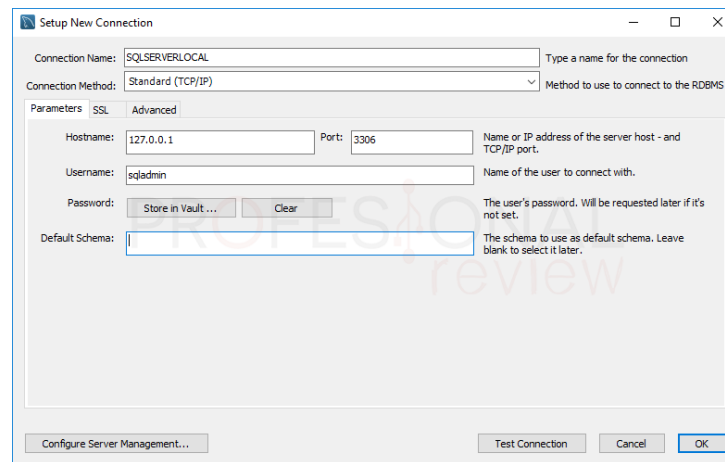 Setup New Connection
Connection Name: SQLSERVERLOCAL Type a name for the connection
Connection Method: Standard (TCP/IP) Method to use to connect to the RDBMS
Parameters SSL Advanced
Hostname: 127.0.0.1 Port: 3306 Name or IP address of the server host - and
TCP/IP port.
Username: sqladmin Name of the user to connect with.
Password: Store in Vault ... Clear The user's password. Will be requested later if it's
not set.
Default Schema: The schema to use as default schema. Leave
blank to select it later.
PROFESIONAL
review
Configure Server Management... Test Connection Cancel OK